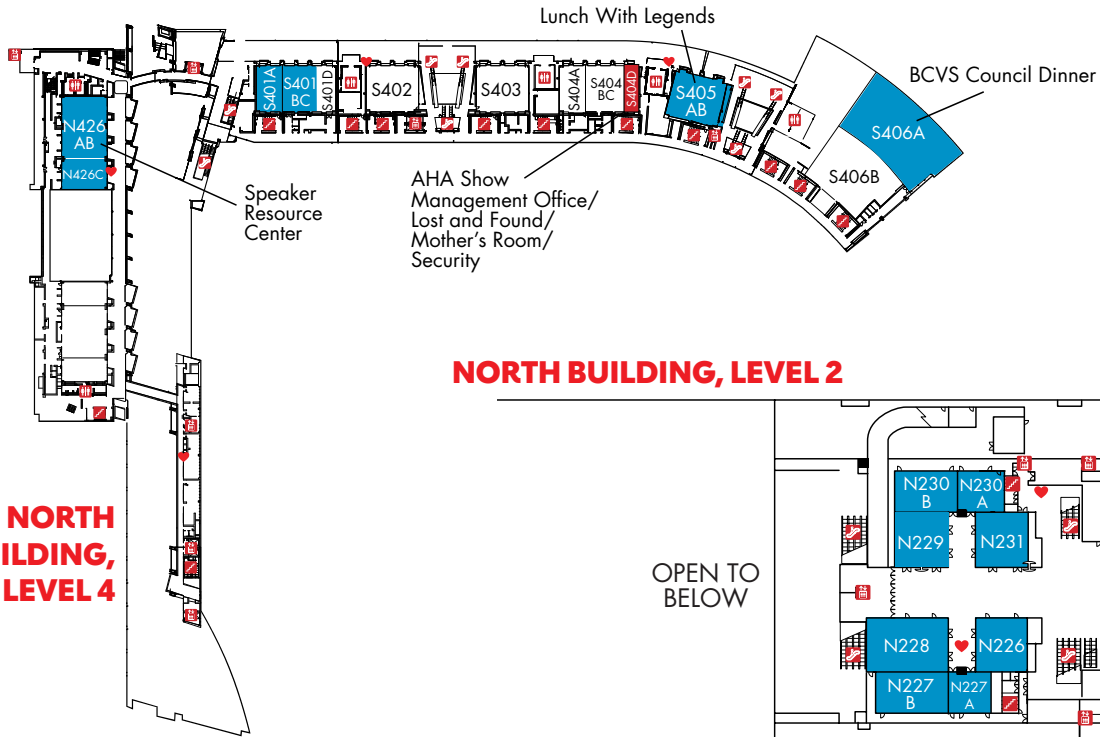 Lunch With Legends
BCVS Council Dinner
S401A
S401
BC
S401D
S402
S403
S404A
S404
BC
S404D
S405
AB
S406A
S406B
N426
AB
N426C
Speaker
Resource
Center
AHA Show
Management Office/
Lost and Found/
Mother's Room/
Security
NORTH BUILDING, LEVEL 2
NORTH
ILDING,
LEVEL 4
OPEN TO
BELOW
N230
B
N230
A
N229
N231
N228
N226
N227
B
N227
A